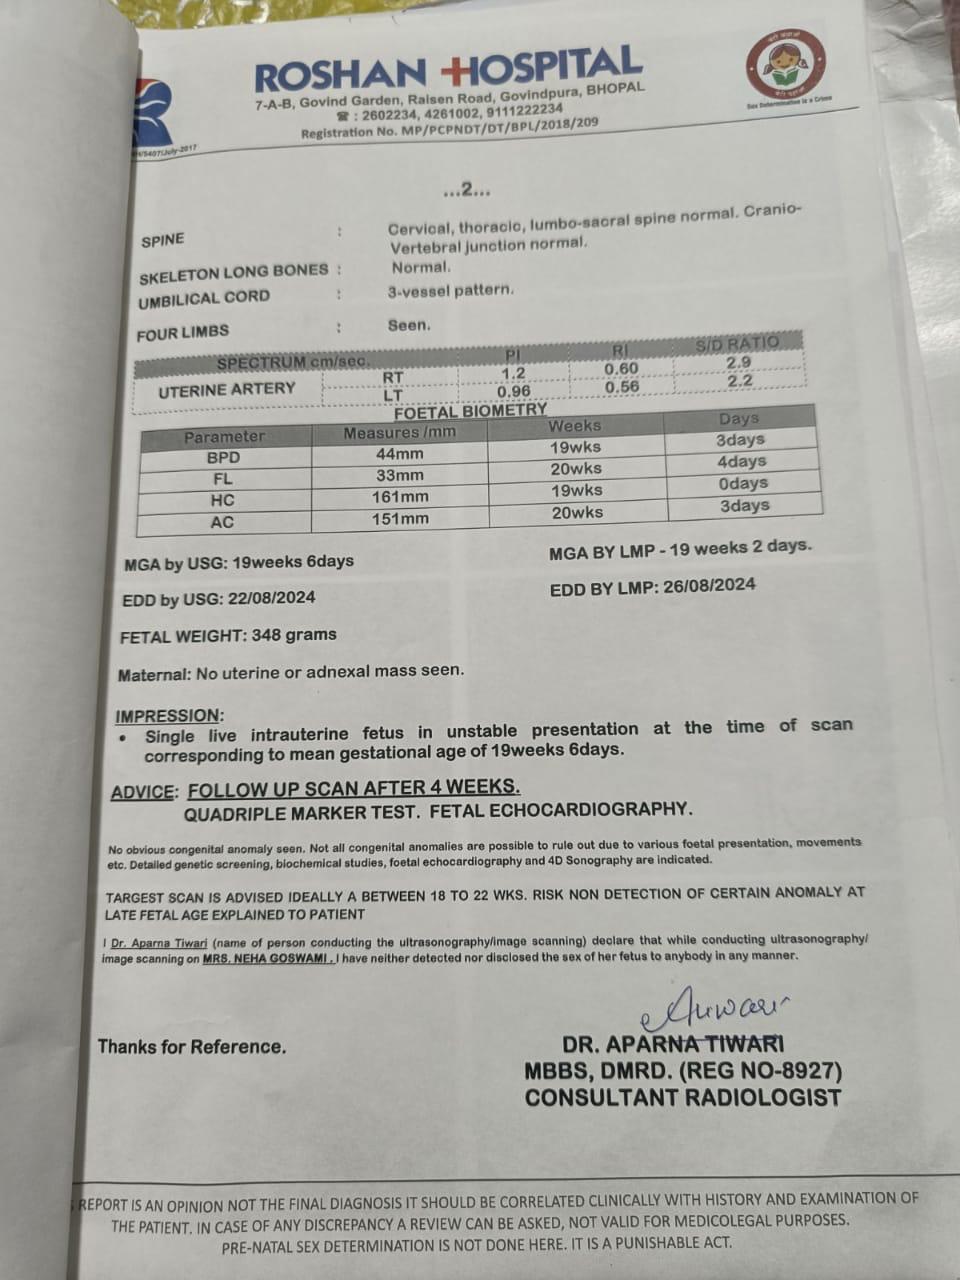 ROSHAN HOSPITAL
7-A-B, Govind Garden, Raisen Road, Govindpura, BHOPAL
☎ : 2602234, 4261002, 9111222234
Registration No. MP/PCPNDT/DT/BPL/2018/209
/5407/July-2017
Sex Determination is a Crime
...2...
SPINE : Cervical, thoracic, lumbo-sacral spine normal. Cranio-
Vertebral junction normal.
SKELETON LONG BONES : Normal.
UMBILICAL CORD : 3-vessel pattern.
FOUR LIMBS : Seen.
SPECTRUM cm/sec. PI RI S/D RATIO
UTERINE ARTERY RT 1.2 0.60 2.9
LT 0.96 0.56 2.2
FOETAL BIOMETRY
Parameter Measures /mm Weeks Days
BPD 44mm 19wks 3days
FL 33mm 20wks 4days
HC 161mm 19wks 0days
AC 151mm 20wks 3days
MGA by USG: 19weeks 6days MGA BY LMP - 19 weeks 2 days.
EDD by USG: 22/08/2024 EDD BY LMP: 26/08/2024
FETAL WEIGHT: 348 grams
Maternal: No uterine or adnexal mass seen.
IMPRESSION:
• Single live intrauterine fetus in unstable presentation at the time of scan
corresponding to mean gestational age of 19weeks 6days.
ADVICE: FOLLOW UP SCAN AFTER 4 WEEKS.
QUADRIPLE MARKER TEST. FETAL ECHOCARDIOGRAPHY.
No obvious congenital anomaly seen. Not all congenital anomalies are possible to rule out due to various foetal presentation, movements
etc. Detailed genetic screening, biochemical studies, foetal echocardiography and 4D Sonography are indicated.
TARGEST SCAN IS ADVISED IDEALLY A BETWEEN 18 TO 22 WKS. RISK NON DETECTION OF CERTAIN ANOMALY AT
LATE FETAL AGE EXPLAINED TO PATIENT
I Dr. Aparna Tiwari (name of person conducting the ultrasonography/image scanning) declare that while conducting ultrasonography/
image scanning on MRS. NEHA GOSWAMI . I have neither detected nor disclosed the sex of her fetus to anybody in any manner.
Thanks for Reference.
DR. APARNA TIWARI
MBBS, DMRD. (REG NO-8927)
CONSULTANT RADIOLOGIST
REPORT IS AN OPINION NOT THE FINAL DIAGNOSIS IT SHOULD BE CORRELATED CLINICALLY WITH HISTORY AND EXAMINATION OF
THE PATIENT. IN CASE OF ANY DISCREPANCY A REVIEW CAN BE ASKED, NOT VALID FOR MEDICOLEGAL PURPOSES.
PRE-NATAL SEX DETERMINATION IS NOT DONE HERE. IT IS A PUNISHABLE ACT.